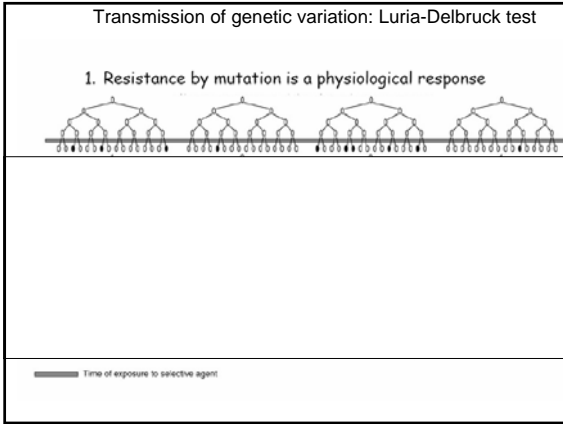 Transmission of genetic variation: Luria-Delbruck test
1. Resistance by mutation is a physiological response
Time of exposure to selective agent